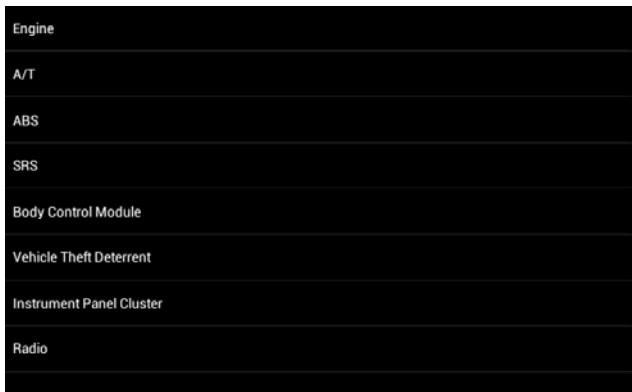 Engine
A/T
ABS
SRS
Body Control Module
Vehicle Theft Deterrent
Instrument Panel Cluster
Radio